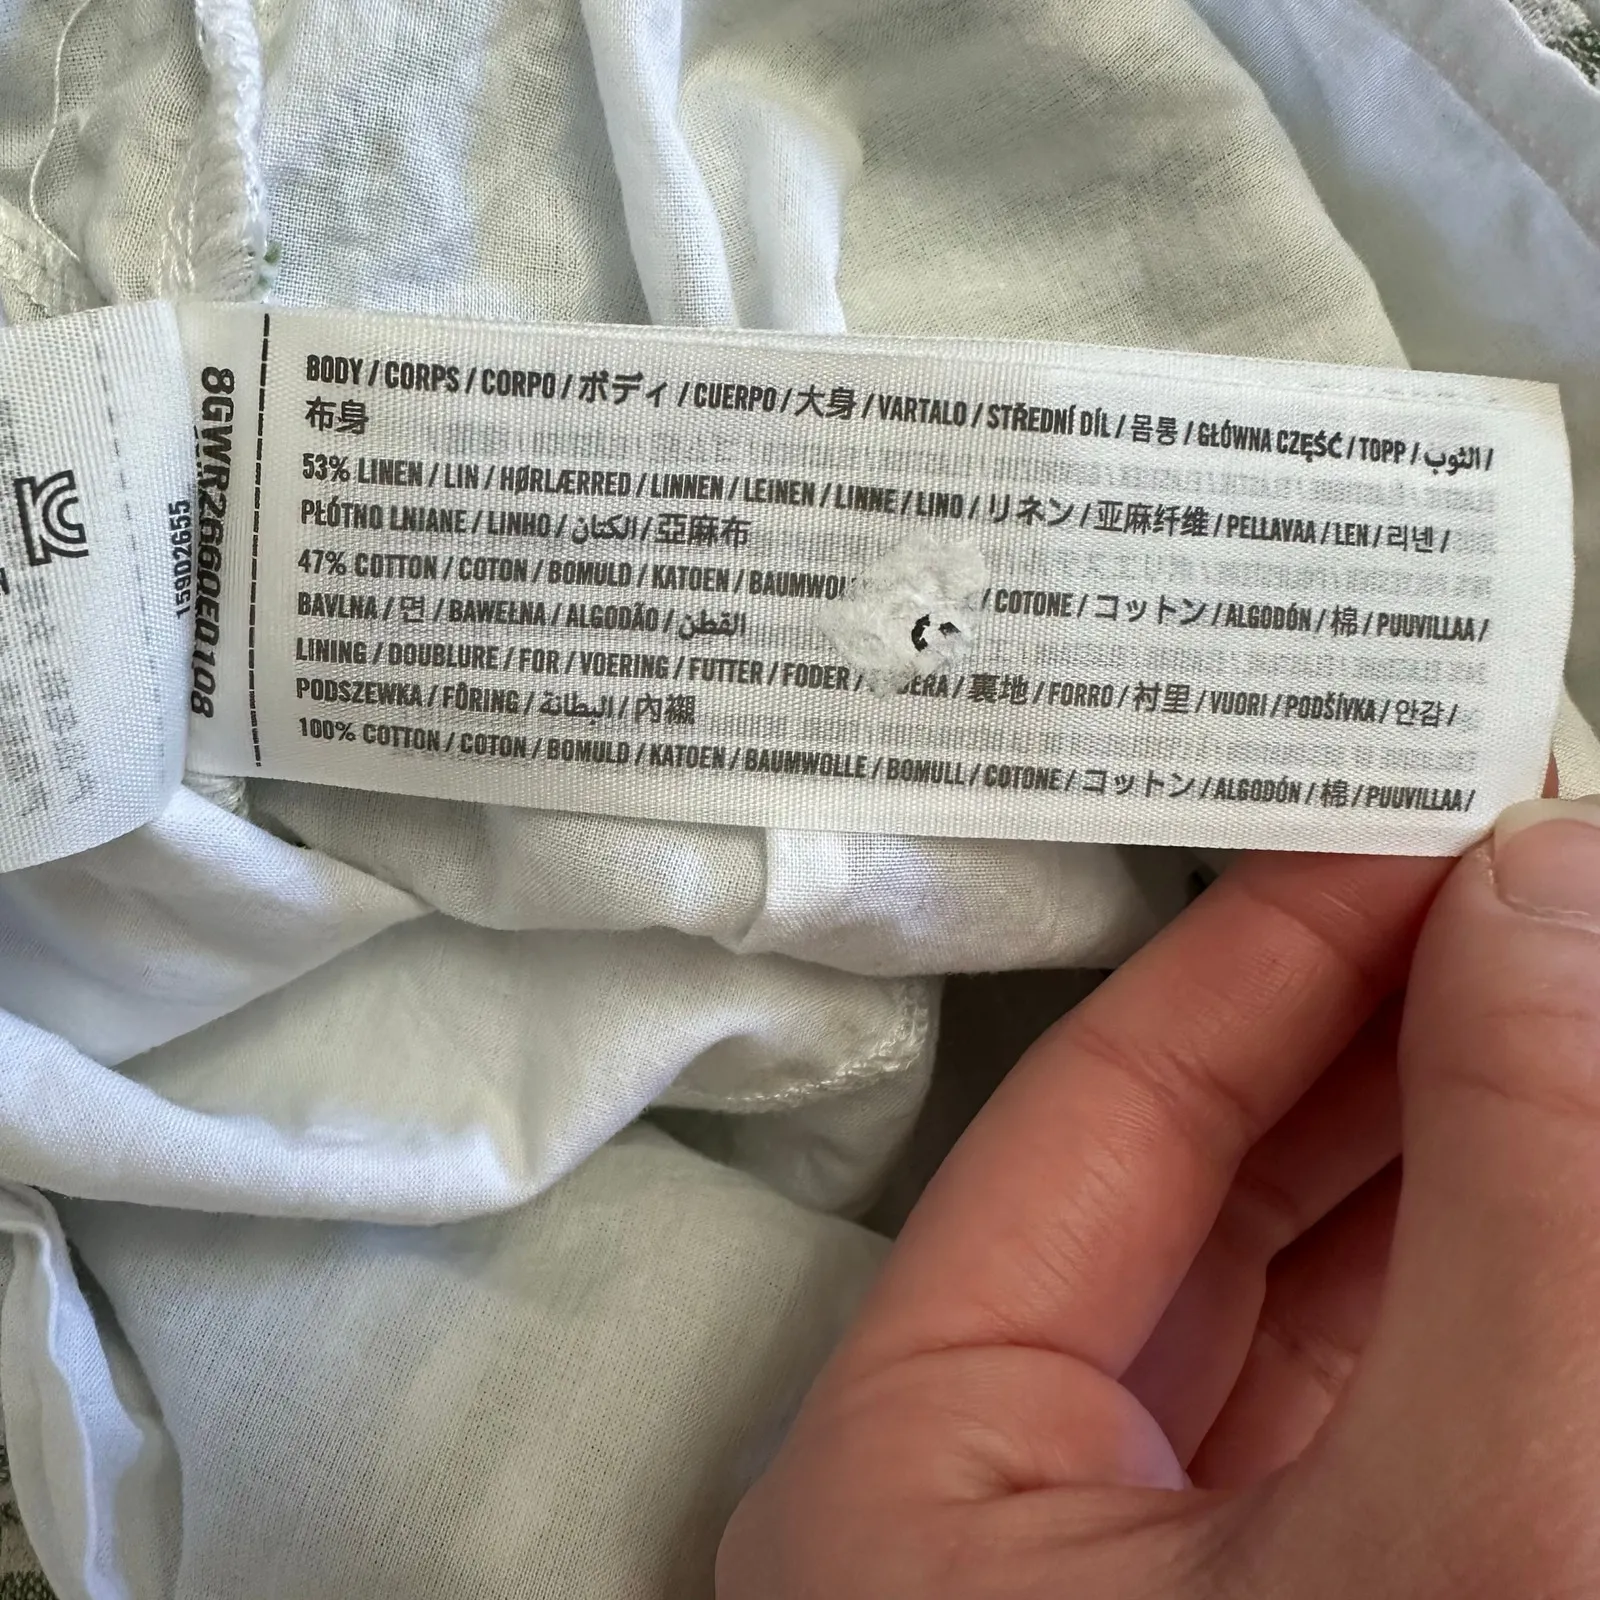 BODY / CORPS / CORPO / ボディ / CUERPO / 大身 / VARTALO / STŘEDNÍ DÍL / 몸통 / GŁÓWNA CZĘŚĆ / TOPP / الثوب /
布身
53% LINEN / LIN / HØRLÆRRED / LINNEN / LEINEN / LINNE / LINO / リネン / 亚麻纤维 / PELLAVAA / LEN / 리넨 /
PŁÓTNO LNIANE / LINHO / الكتان / 亞麻布
47% COTTON / COTON / BOMULD / KATOEN / / COTONE / コットン / ALGODÓN / 棉 / PUUVILLAA /
BAVLNA / 면 / BAWEŁNA / ALGODÃO / القطن
LINING / DOUBLURE / FOR / VOERING / FUTTER / FODER / / 裏地 / FORRO / 衬里 / VUORI / PODŠÍVKA / 안감 /
PODSZEWKA / FÔRING / البطانة / 內襯
100% COTTON / COTON / BOMULD / KATOEN / BAUMWOLLE / BOMULL / COTONE / コットン / ALGODÓN / 棉 / PUUVILLAA /
15902655